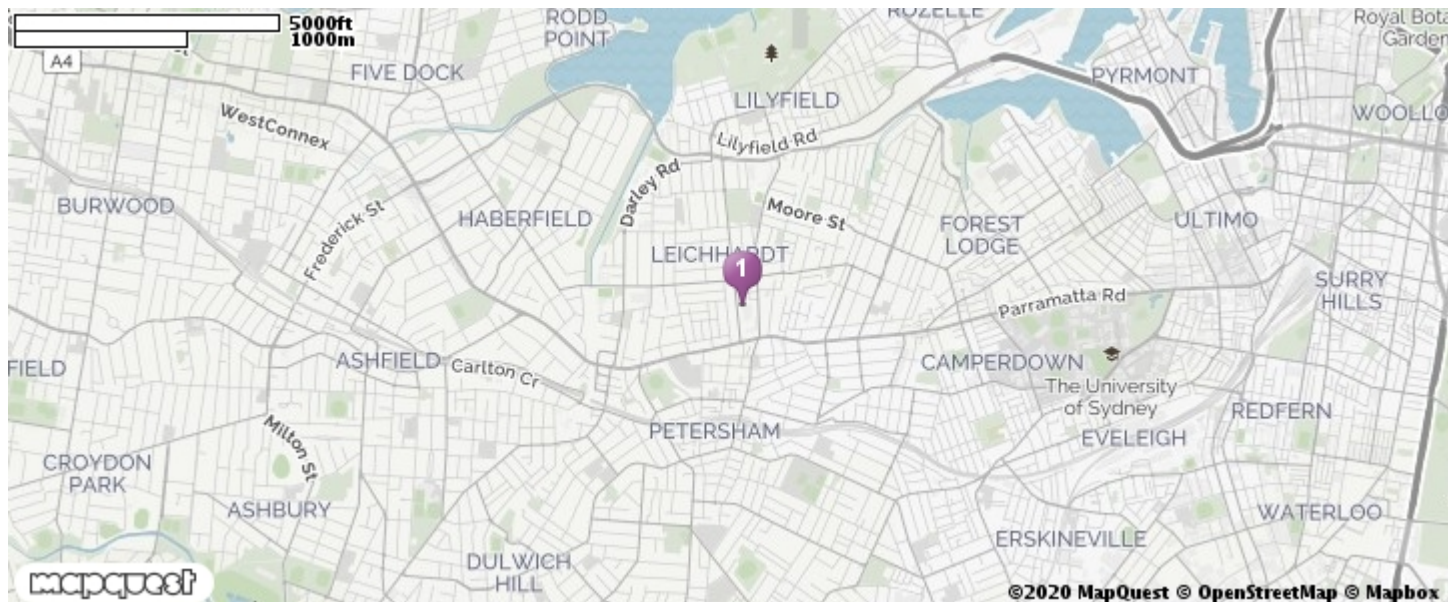 5000ft
1000m
A4
RODD
POINT
ROZELLE
Royal Bota
Garden
FIVE DOCK
PYRMONT
LILYFIELD
WOOLLO
WestConnex
Lilyfield Rd
Darley Rd
BURWOOD
Frederick St
HABERFIELD
Moore St
FOREST
LODGE
ULTIMO
LEICHHARDT
1
SURRY
HILLS
Parramatta Rd
FIELD
ASHFIELD
Carlton Cr
CAMPERDOWN
The University
of Sydney
REDFERN
PETERSHAM
EVELEIGH
Milton St
CROYDON
PARK
ASHBURY
WATERLOO
ERSKINEVILLE
DULWICH
HILL
mapquest
©2020 MapQuest © OpenStreetMap © Mapbox